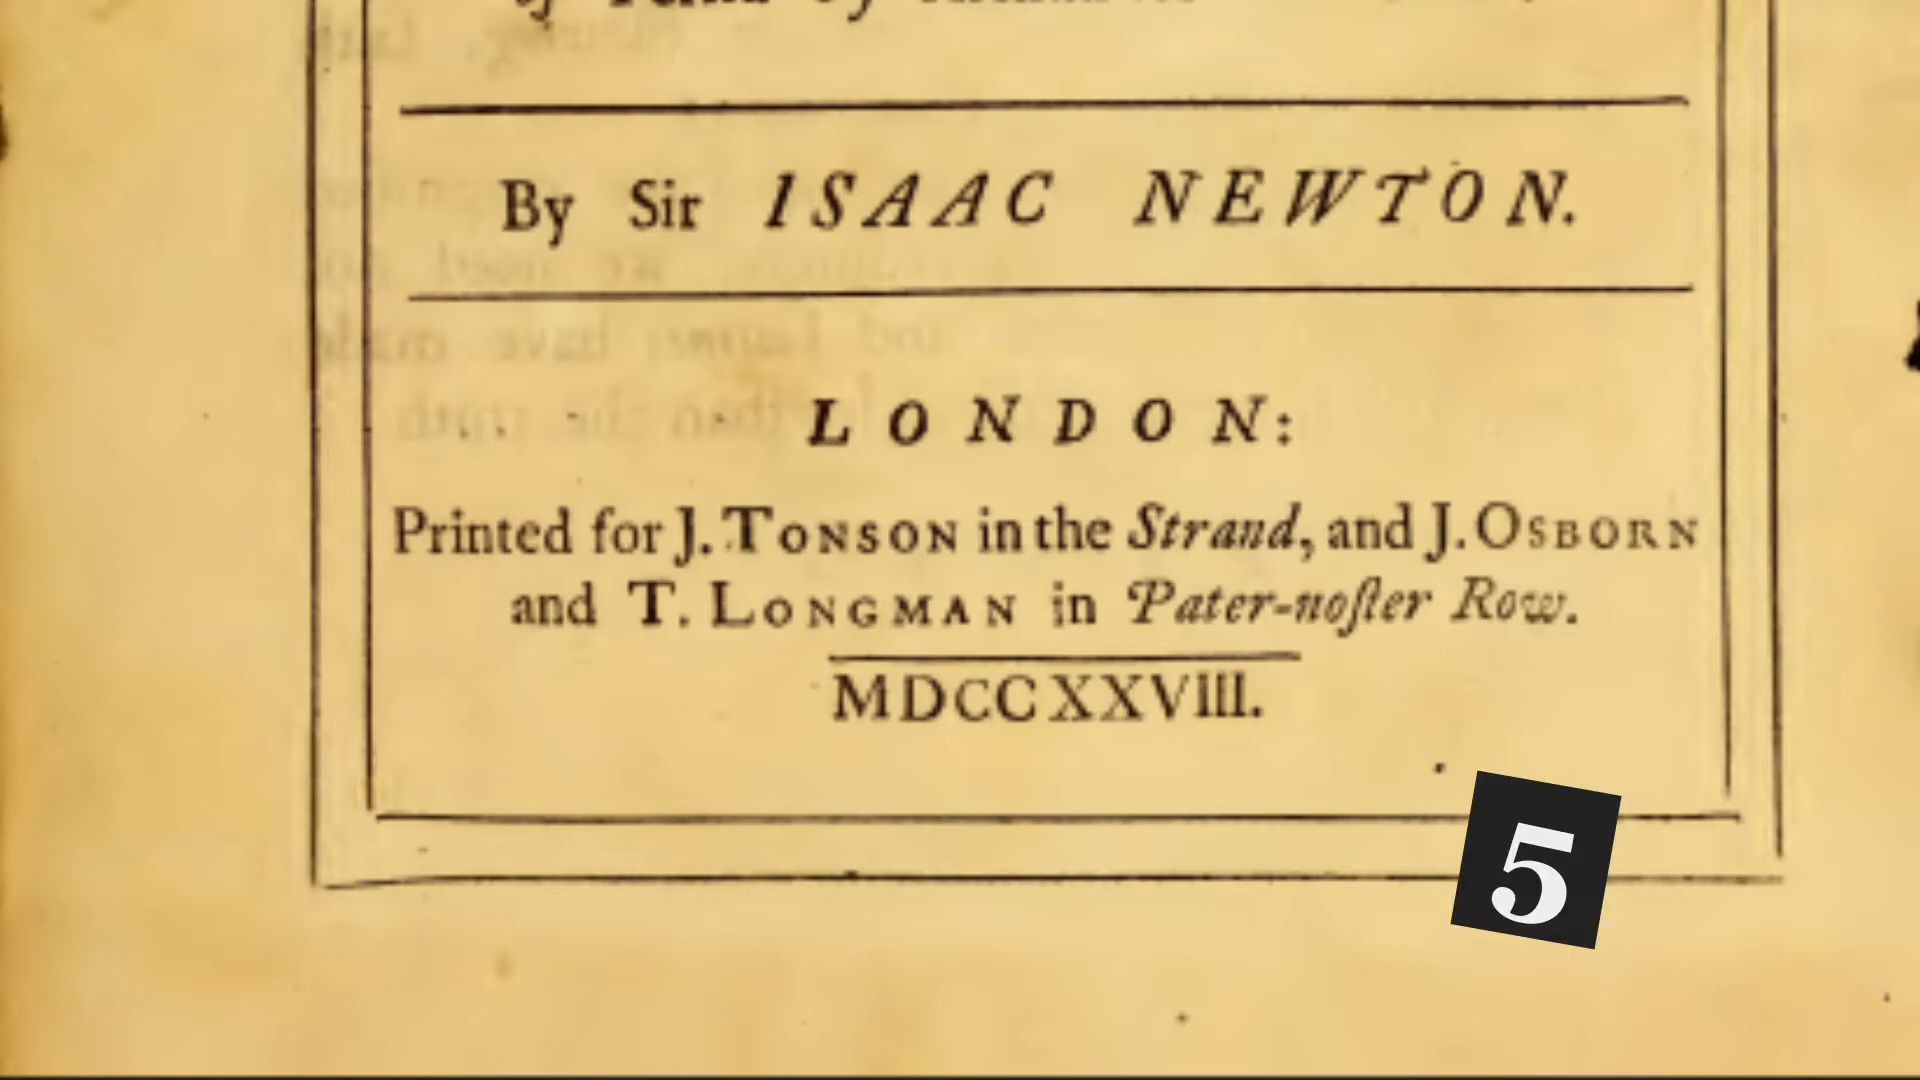 By Sir ISAAC NEWTON.
LONDON:
Printed for J. TONSON in the Strand, and J. OSBORN
and T. LONGMAN in Pater-noſter Row.
MDCCXXVIII.
5